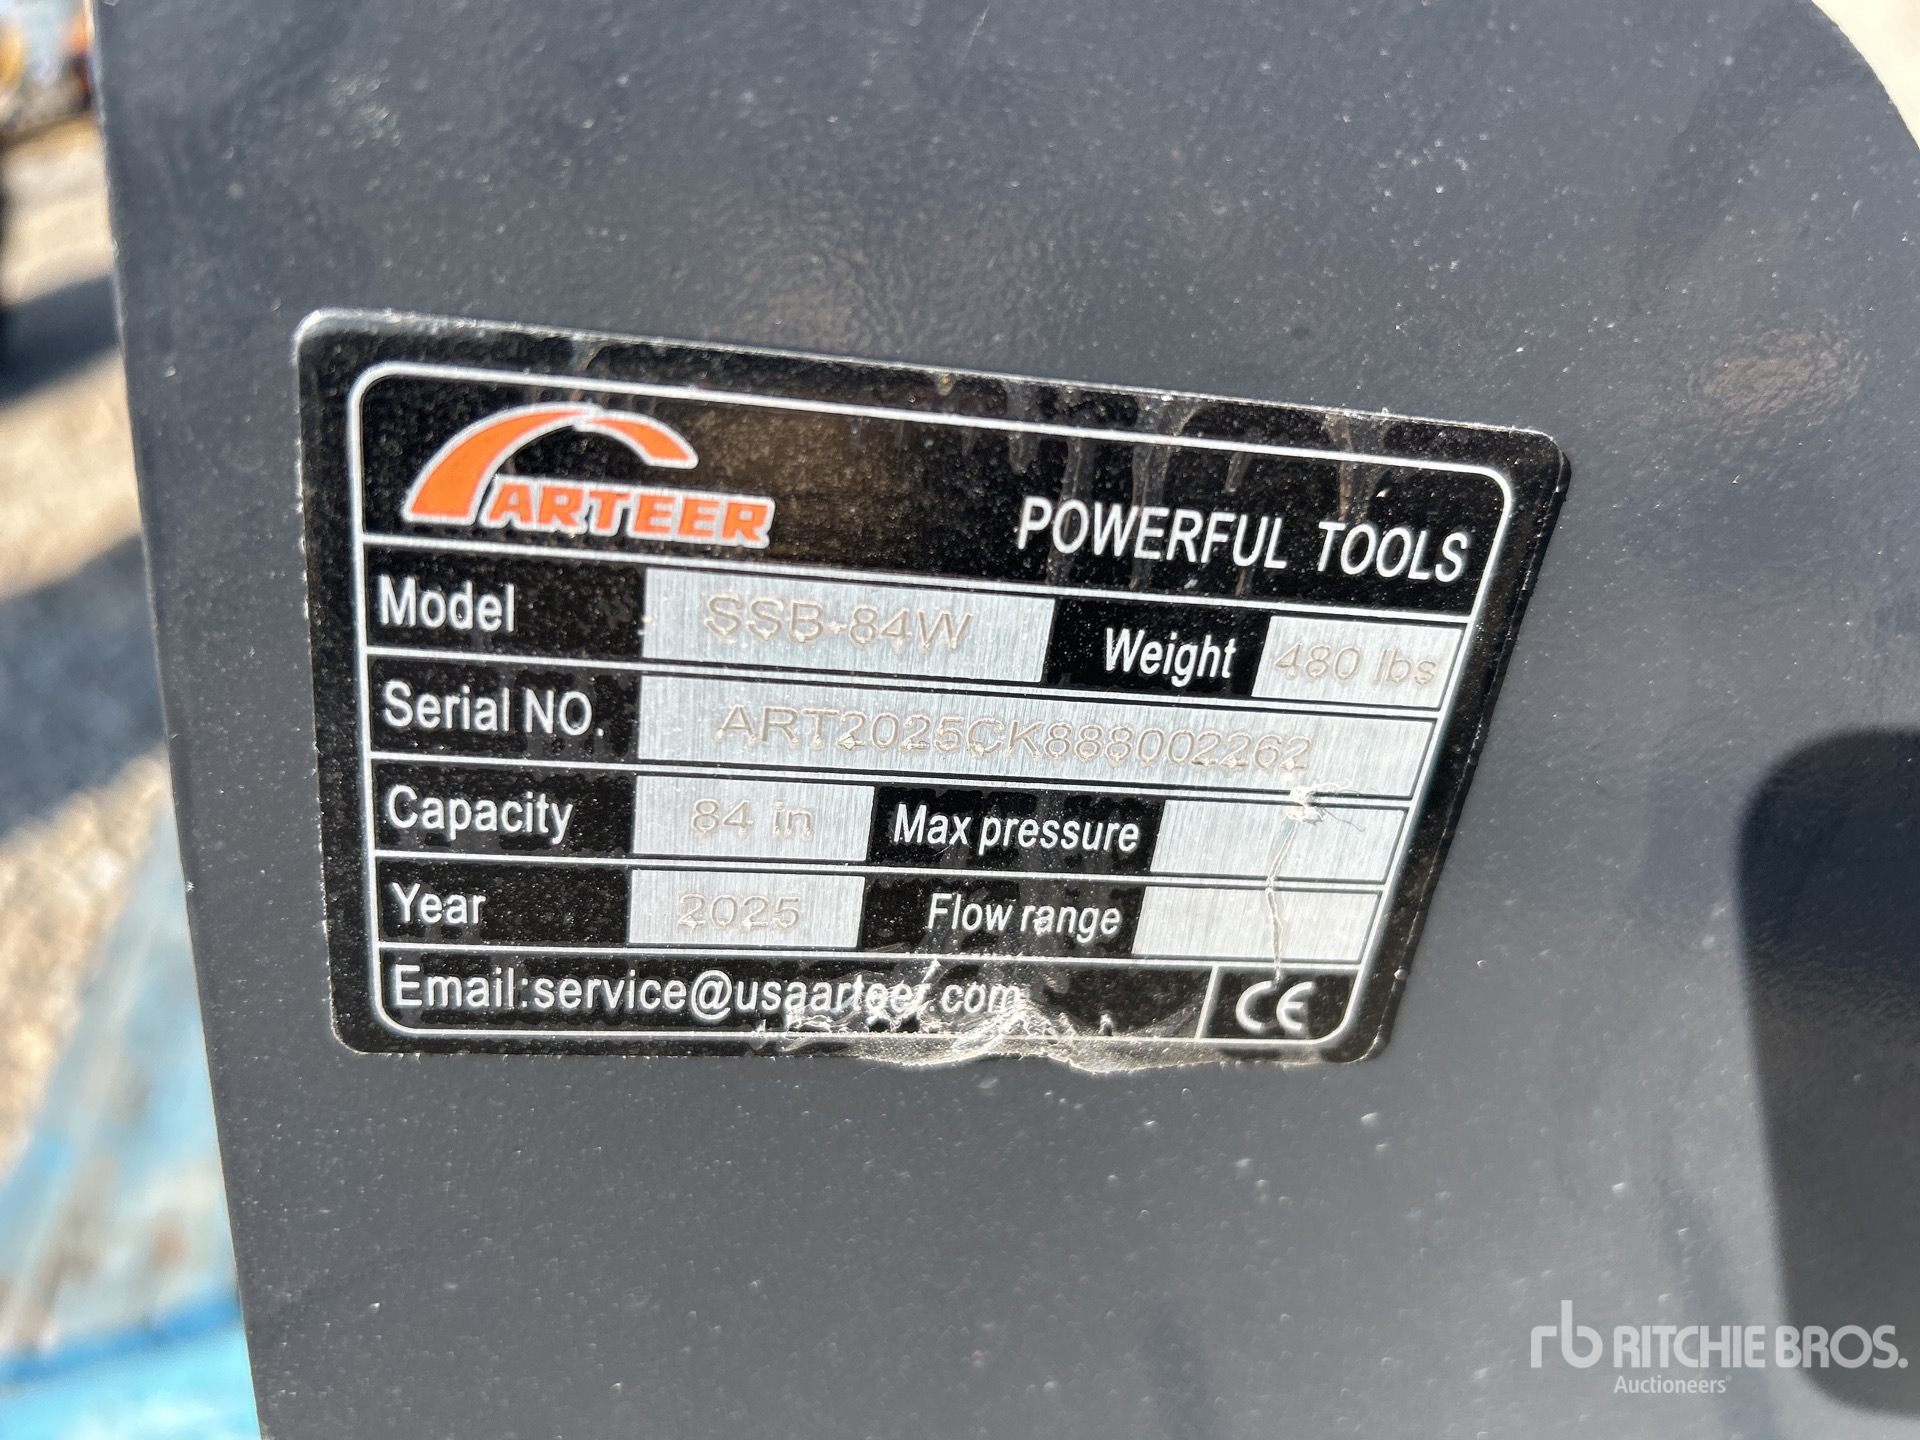 ARTEER POWERFUL TOOLS
Model SSB-84W Weight 480 lbs
Serial NO. ART2025CK888002262
Capacity 84 in Max pressure
Year 2025 Flow range
Email:service@usaarteer.com CE
rb RITCHIE BROS.
Auctioneers